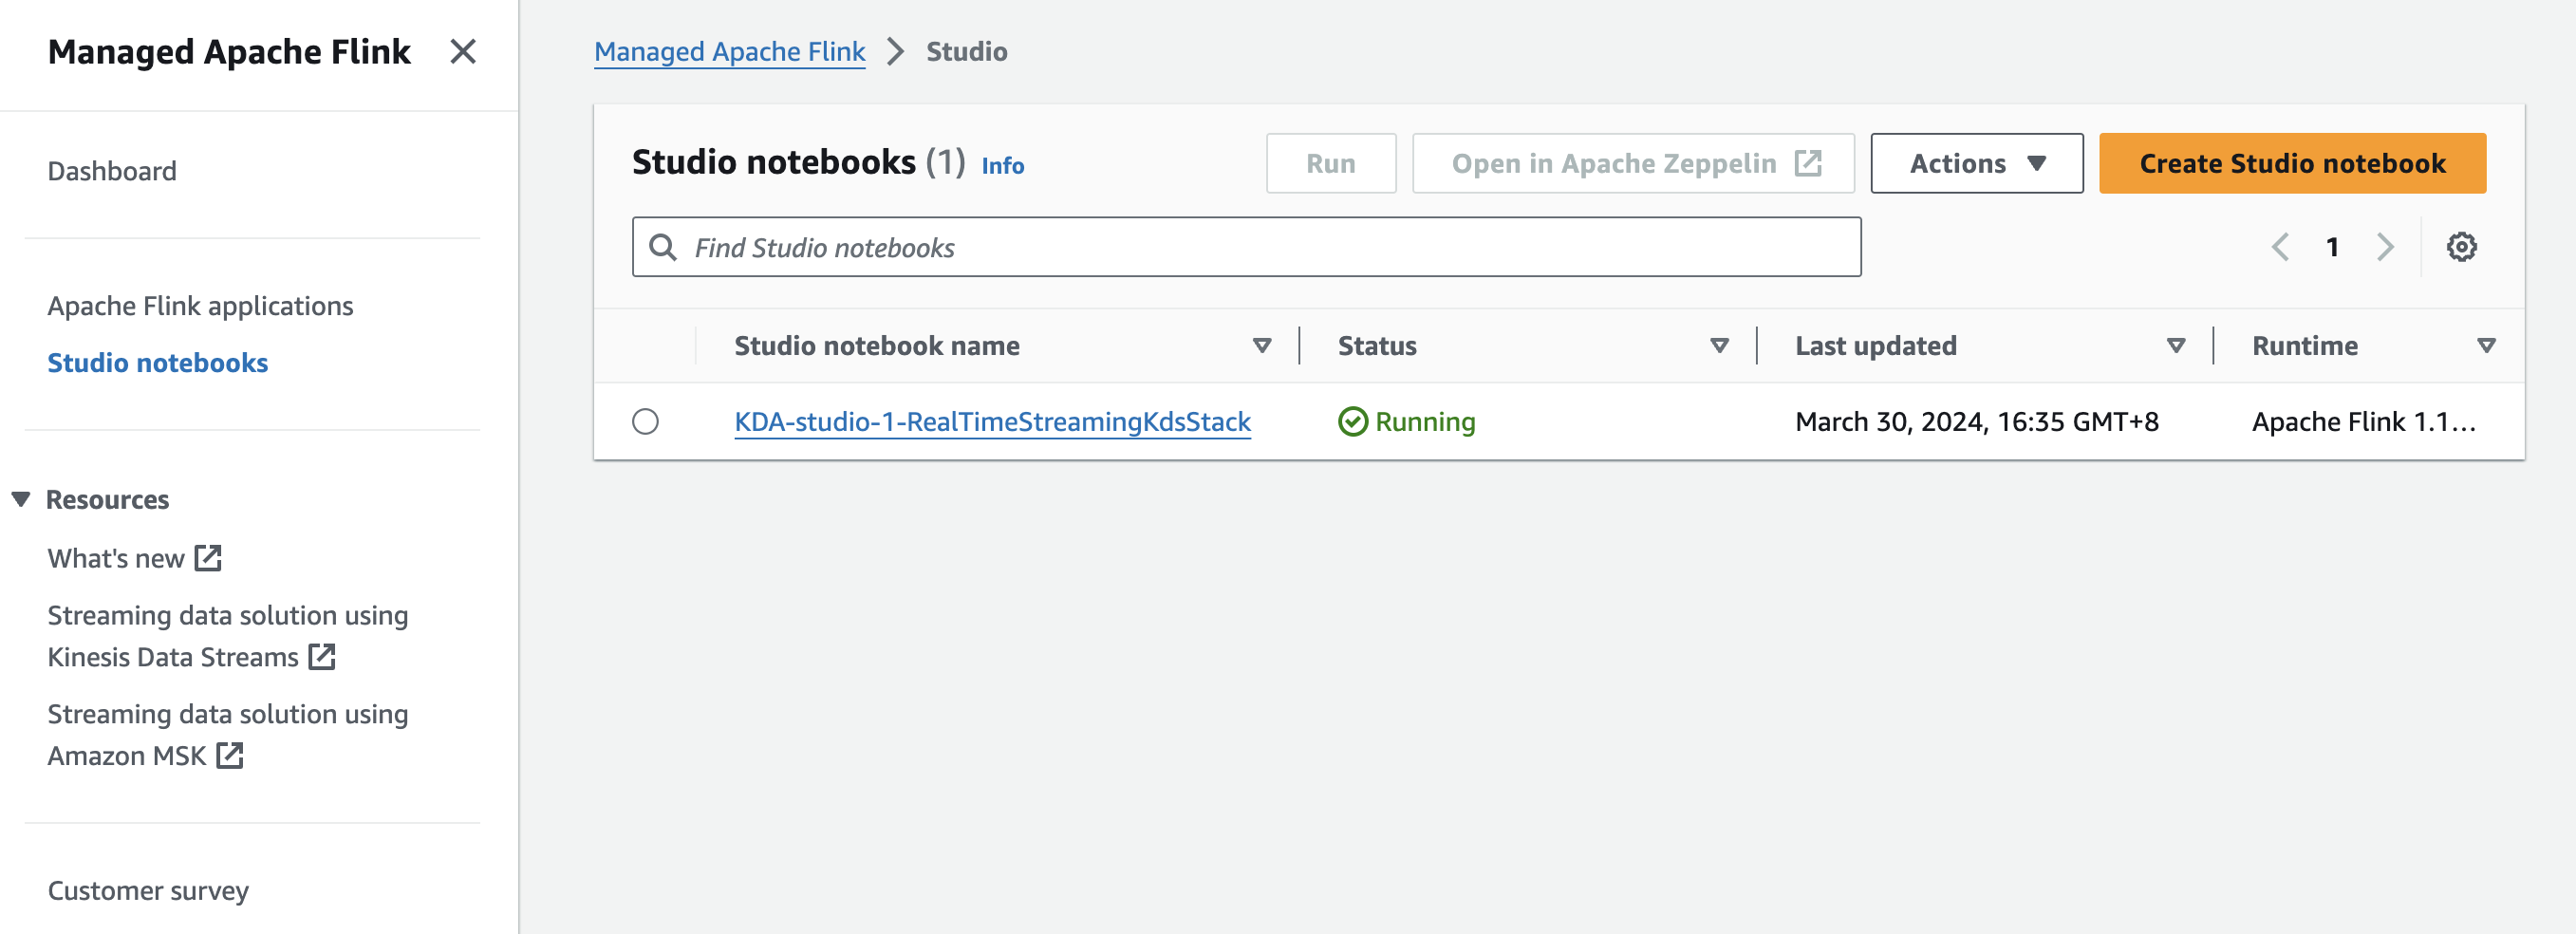 Managed Apache Flink
Dashboard
Apache Flink applications
Studio notebooks
Resources
What's new
Streaming data solution using
Kinesis Data Streams
Streaming data solution using
Amazon MSK
Customer survey
Managed Apache Flink > Studio
Studio notebooks (1) Info
Run
Open in Apache Zeppelin
Actions
Create Studio notebook
Find Studio notebooks
1
Studio notebook name Status Last updated Runtime
KDA-studio-1-RealTimeStreamingKdsStack Running March 30, 2024, 16:35 GMT+8 Apache Flink 1.1...